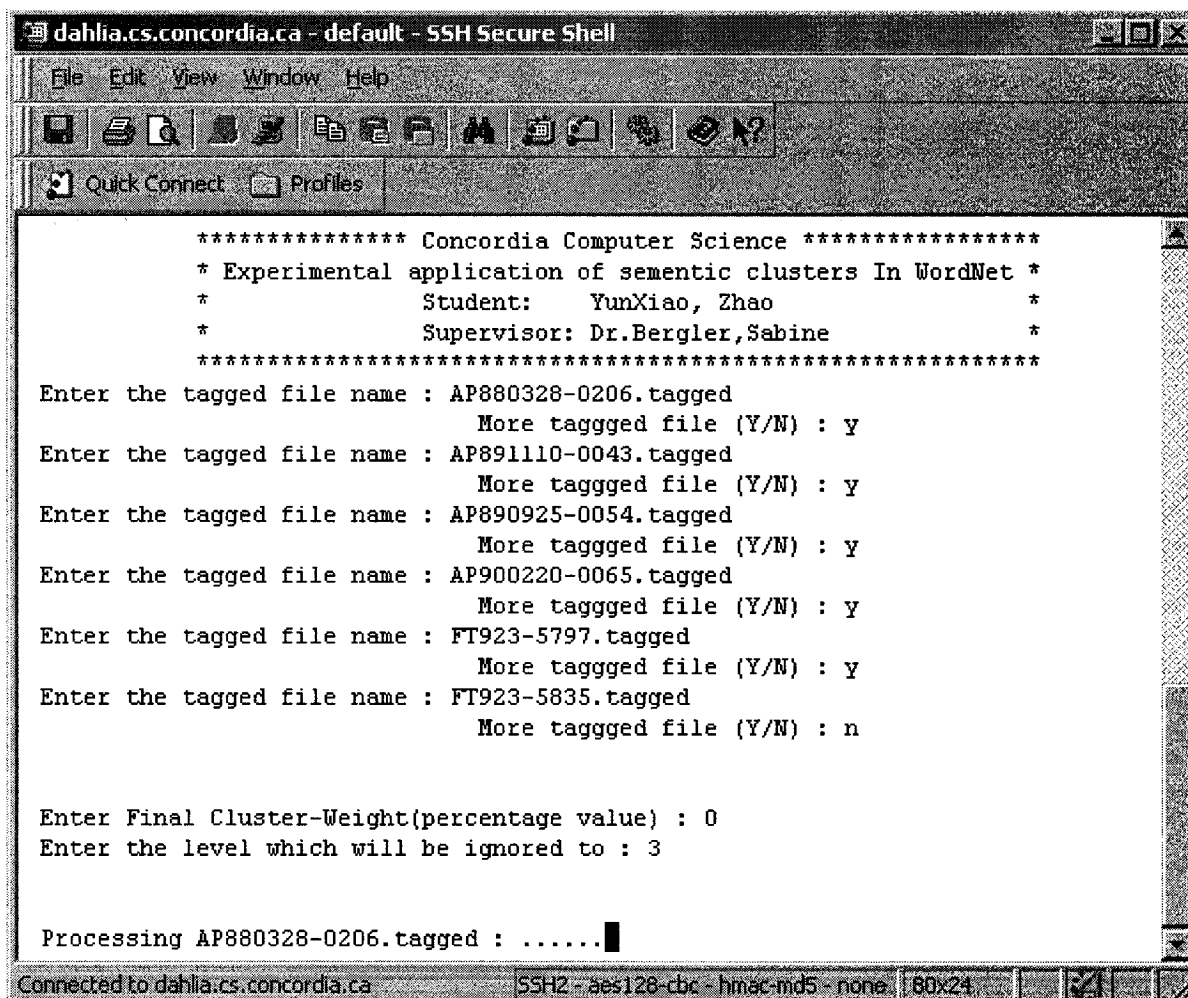 dahlia.cs.concordia.ca - default - SSH Secure Shell
File Edit View Window Help
Quick Connect Profiles
*************** Concordia Computer Science *****************
* Experimental application of sementic clusters In WordNet *
* Student: YunXiao, Zhao *
* Supervisor: Dr.Bergler,Sabine *
************************************************************
Enter the tagged file name : AP880328-0206.tagged
More taggged file (Y/N) : y
Enter the tagged file name : AP891110-0043.tagged
More taggged file (Y/N) : y
Enter the tagged file name : AP890925-0054.tagged
More taggged file (Y/N) : y
Enter the tagged file name : AP900220-0065.tagged
More taggged file (Y/N) : y
Enter the tagged file name : FT923-5797.tagged
More taggged file (Y/N) : y
Enter the tagged file name : FT923-5835.tagged
More taggged file (Y/N) : n
Enter Final Cluster-Weight(percentage value) : 0
Enter the level which will be ignored to : 3
Processing AP880328-0206.tagged : ......
Connected to dahlia.cs.concordia.ca SSH2 - aes128-cbc - hmac-md5 - none 80x24